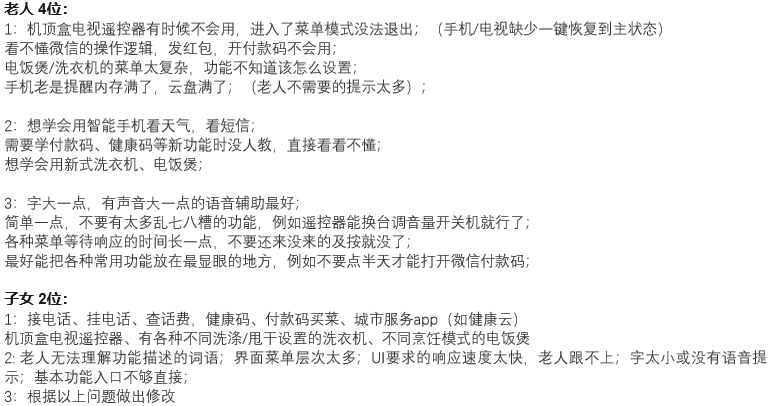 老人 4位：
1：机顶盒电视遥控器有时候不会用，进入了菜单模式没法退出；（手机/电视缺少一键恢复到主状态）
看不懂微信的操作逻辑，发红包，开付款码不会用；
电饭煲/洗衣机的菜单太复杂，功能不知道该怎么设置；
手机老是提醒内存满了，云盘满了；（老人不需要的提示太多）；
2：想学会用智能手机看天气，看短信；
需要学付款码、健康码等新功能时没人教，直接看看不懂；
想学会用新式洗衣机、电饭煲；
3：字大一点，有声音大一点的语音辅助最好；
简单一点，不要有太多乱七八糟的功能，例如遥控器能换台调音量开关机就行了；
各种菜单等待响应的时间长一点，不要还来没来的及按就没了；
最好能把各种常用功能放在最显眼的地方，例如不要点半天才能打开微信付款码；
子女 2位：
1：接电话、挂电话、查话费，健康码、付款码买菜、城市服务app（如健康云）
机顶盒电视遥控器、有各种不同洗涤/甩干设置的洗衣机、不同烹饪模式的电饭煲
2: 老人无法理解功能描述的词语；界面菜单层次太多；UI要求的响应速度太快，老人跟不上；字太小或没有语音提
示；基本功能入口不够直接；
3：根据以上问题做出修改